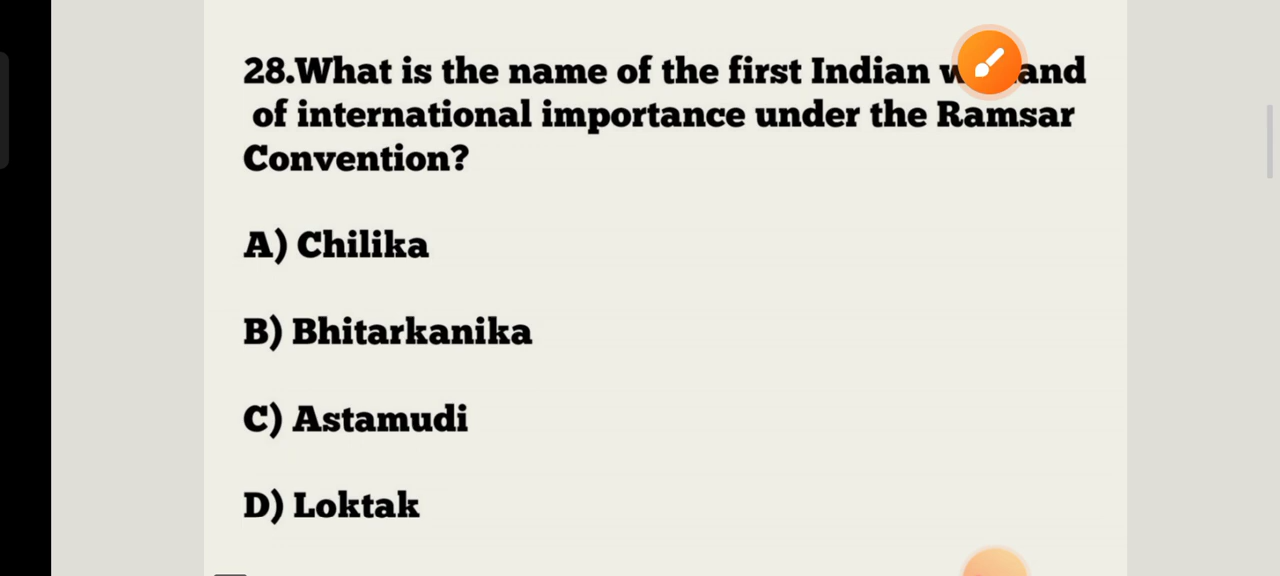 28.What is the name of the first Indian
of international importance under the Ramsar
Convention?
A) Chilika
B) Bhitarkanika
C) Astamudi
D) Loktak